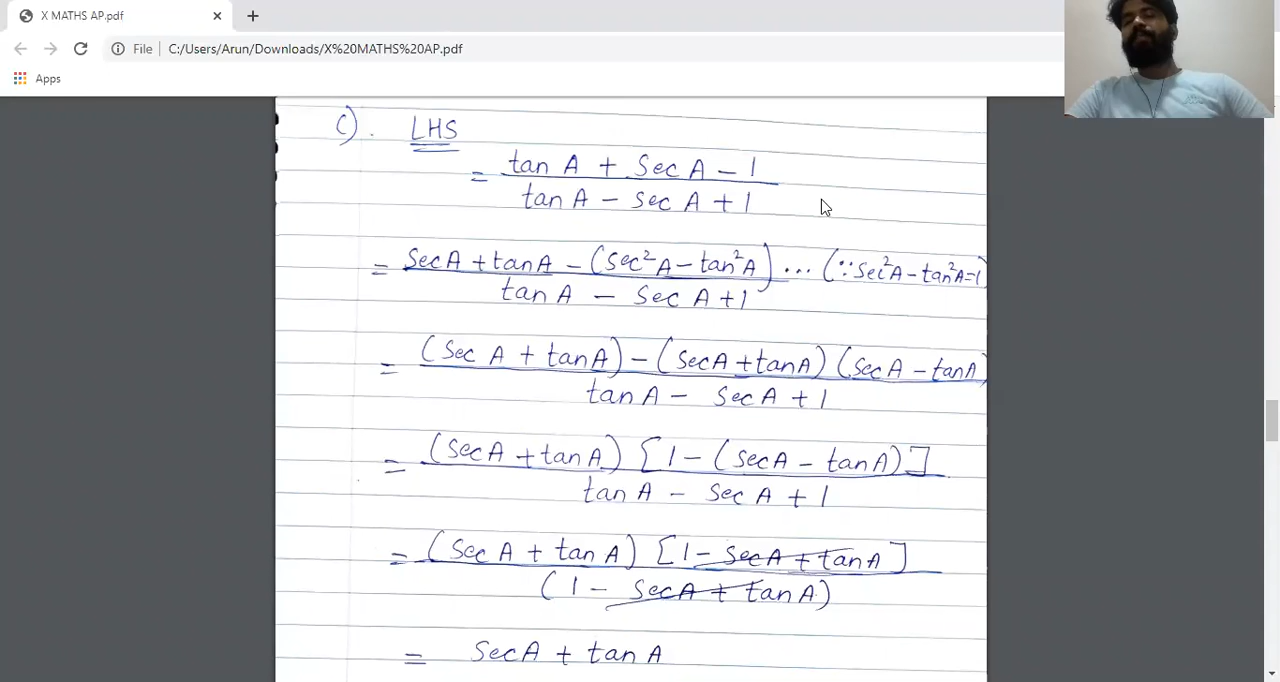 X MATHS AP.pdf
File C:/Users/Arun/Downloads/X%20MATHS%20AP.pdf
Apps
c). LHS
= tan A + sec A - 1
tan A - sec A + 1
= secA + tanA - (sec²A - tan²A) ... (∵ sec²A - tan²A=1
tan A - sec A + 1
= (sec A + tan A) - (secA + tanA) (secA - tanA
tan A - sec A + 1
= (secA + tan A) [1 - (secA - tanA)]
tan A - sec A + 1
= (sec A + tan A) [1 - secA + tanA]
(1 - secA + tanA)
= secA + tan A